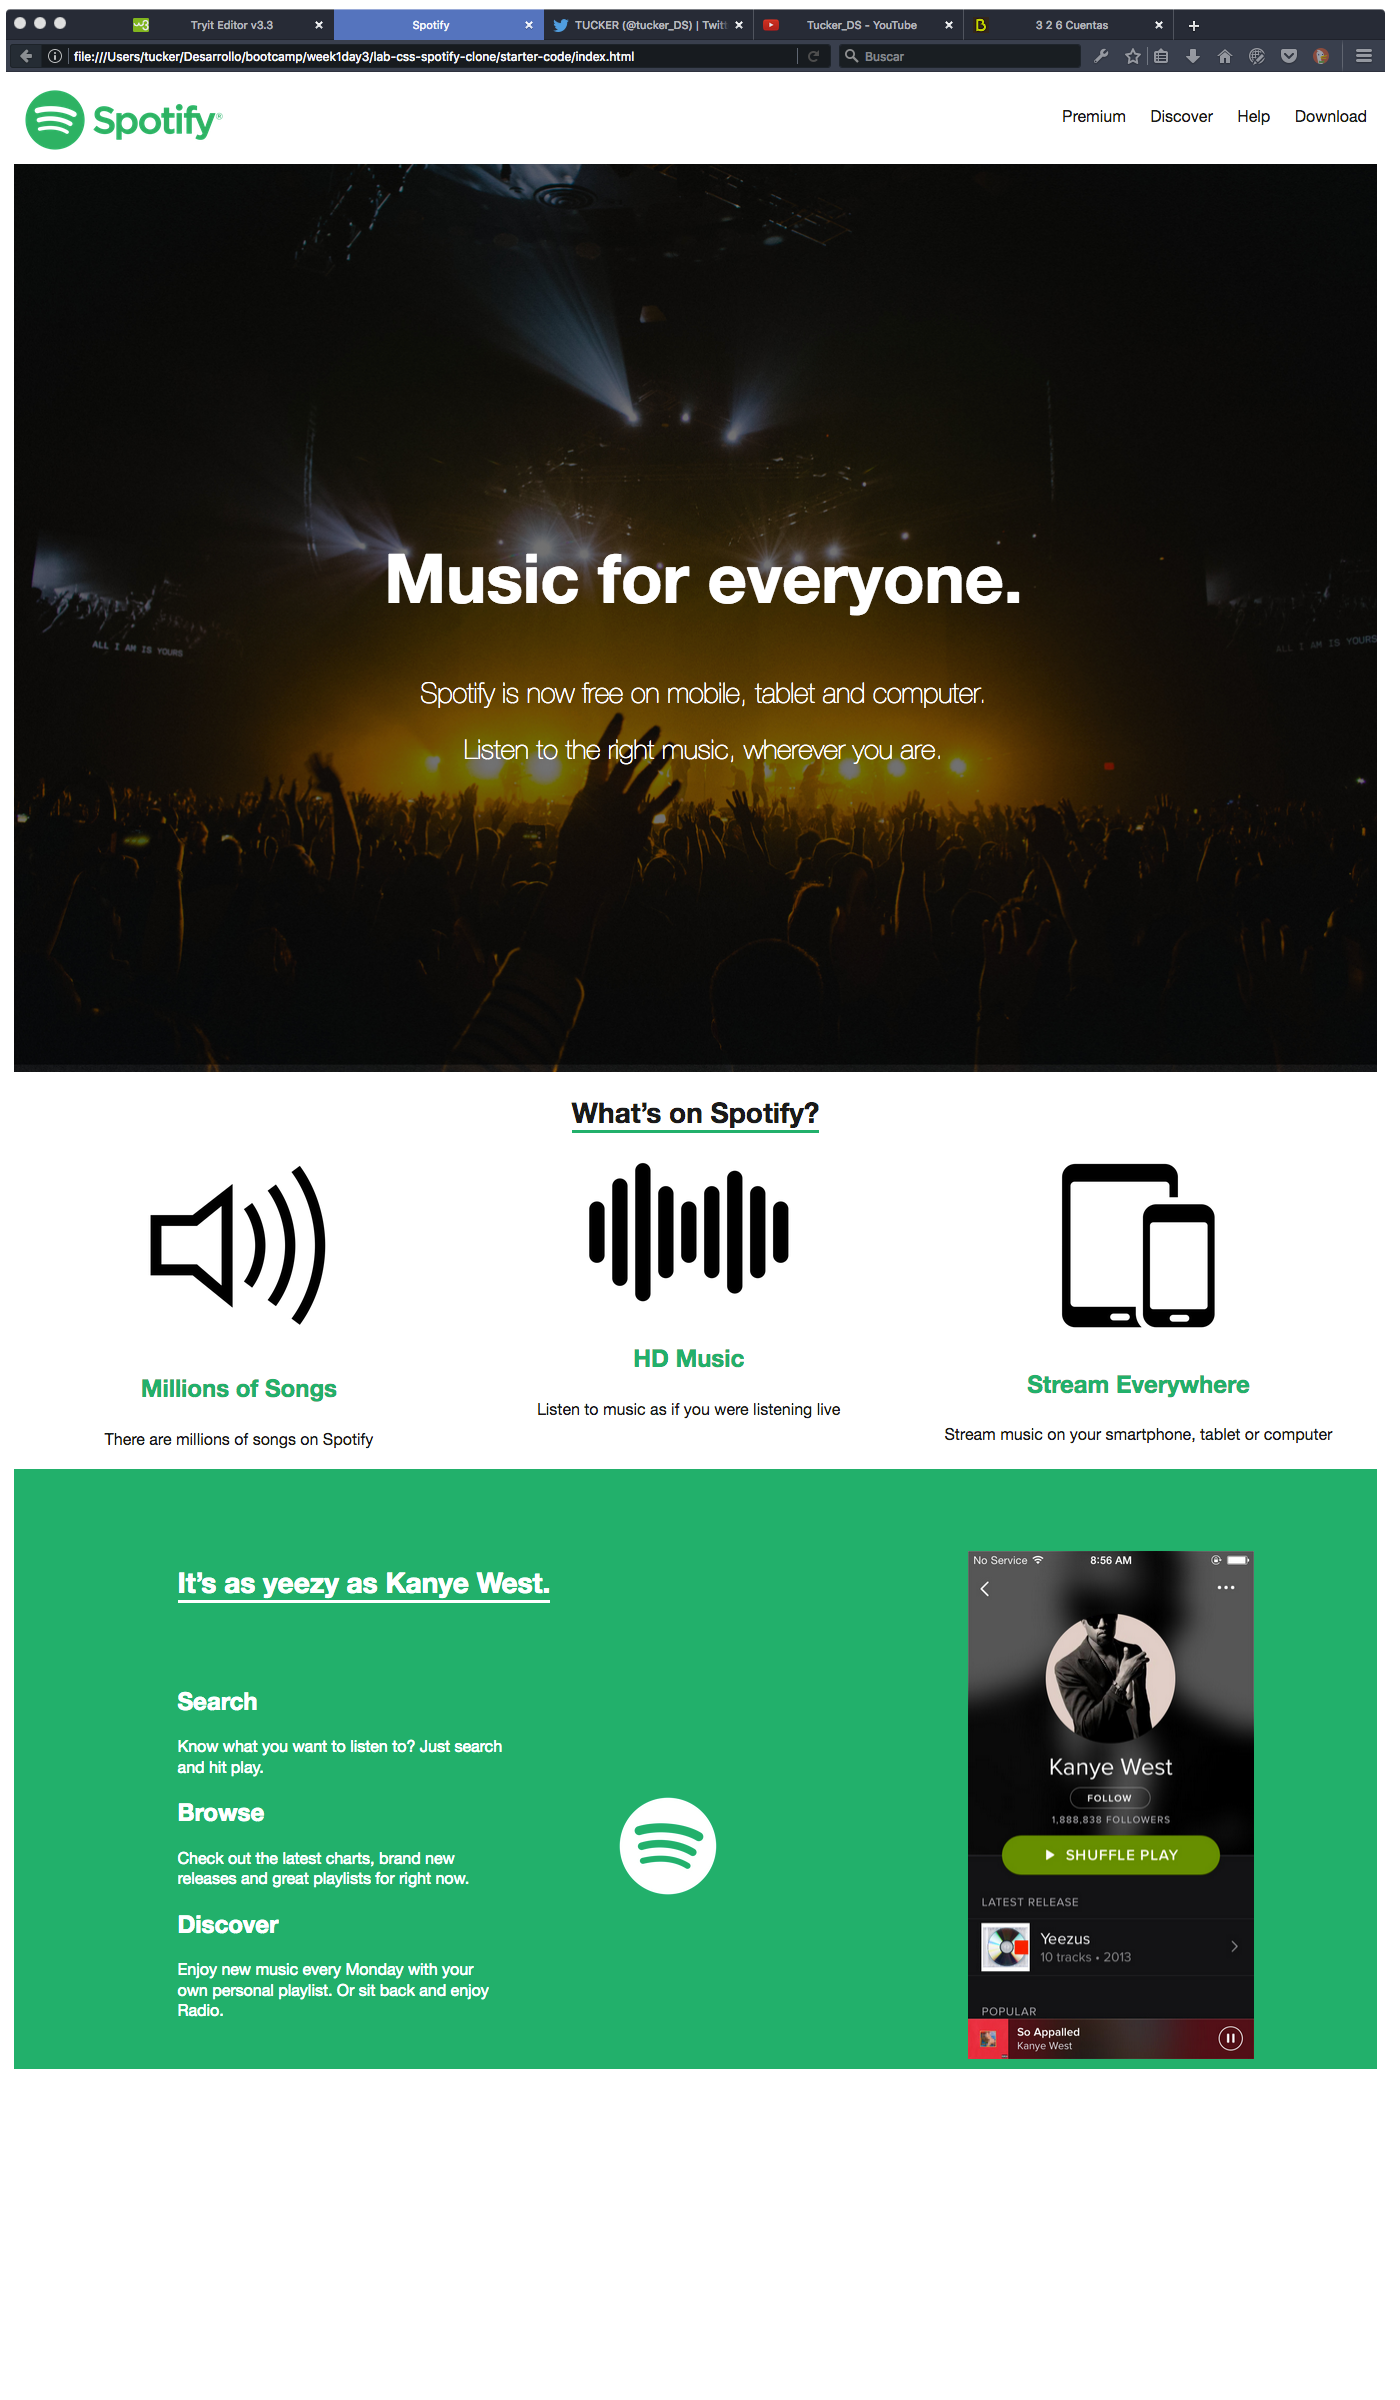 Tryit Editor v3.3
Spotify
TUCKER (@tucker_DS) | Twitt
Tucker_DS - YouTube
3 2 6 Cuentas
file:///Users/tucker/Desarrollo/bootcamp/week1day3/lab-css-spotify-clone/starter-code/index.html
Buscar
Spotify®
Premium Discover Help Download
ALL I AM IS YOURS
ALL I AM IS YOURS
Music for everyone.
Spotify is now free on mobile, tablet and computer.
Listen to the right music, wherever you are.
What's on Spotify?
Millions of Songs
There are millions of songs on Spotify
HD Music
Listen to music as if you were listening live
Stream Everywhere
Stream music on your smartphone, tablet or computer
It's as yeezy as Kanye West.
Search
Know what you want to listen to? Just search
and hit play.
Browse
Check out the latest charts, brand new
releases and great playlists for right now.
Discover
Enjoy new music every Monday with your
own personal playlist. Or sit back and enjoy
Radio.
No Service 8:56 AM
Kanye West
FOLLOW
1,888,838 FOLLOWERS
SHUFFLE PLAY
LATEST RELEASE
Yeezus
10 tracks • 2013
POPULAR
So Appalled
Kanye West